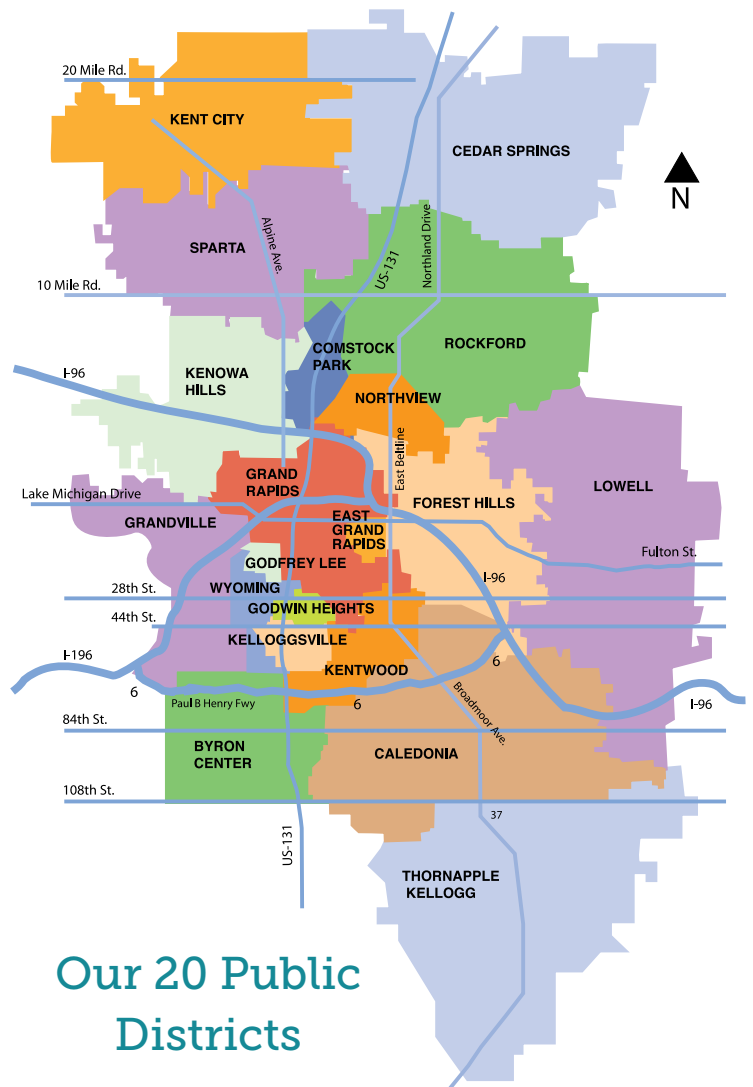 20 Mile Rd.
KENT CITY
CEDAR SPRINGS
N
Northland Drive
SPARTA
Alpine Ave.
US-131
10 Mile Rd.
COMSTOCK
PARK
ROCKFORD
I-96
KENOWA
HILLS
NORTHVIEW
East Beltline
GRAND
RAPIDS
LOWELL
Lake Michigan Drive
FOREST HILLS
GRANDVILLE
EAST
GRAND
RAPIDS
Fulton St.
GODFREY LEE
I-96
28th St.
WYOMING
GODWIN HEIGHTS
44th St.
KELLOGGSVILLE
I-196
KENTWOOD
6
6
Paul B Henry Fwy
6
Broadmoor Ave.
I-96
84th St.
BYRON
CENTER
CALEDONIA
108th St.
37
US-131
THORNAPPLE
KELLOGG
Our 20 Public
Districts